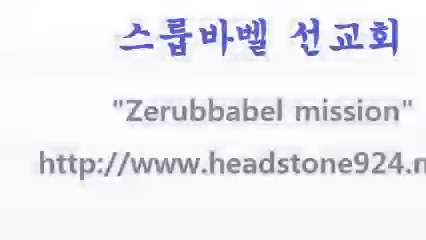 스룹바벨 선교회
"Zerubbabel mission"
http://www.headstone924.n